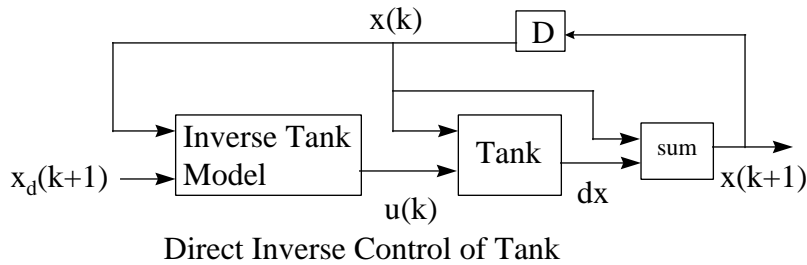 x(k)
D
Inverse Tank
Model
Tank
sum
x_d(k+1)
u(k)
dx
x(k+1)
Direct Inverse Control of Tank